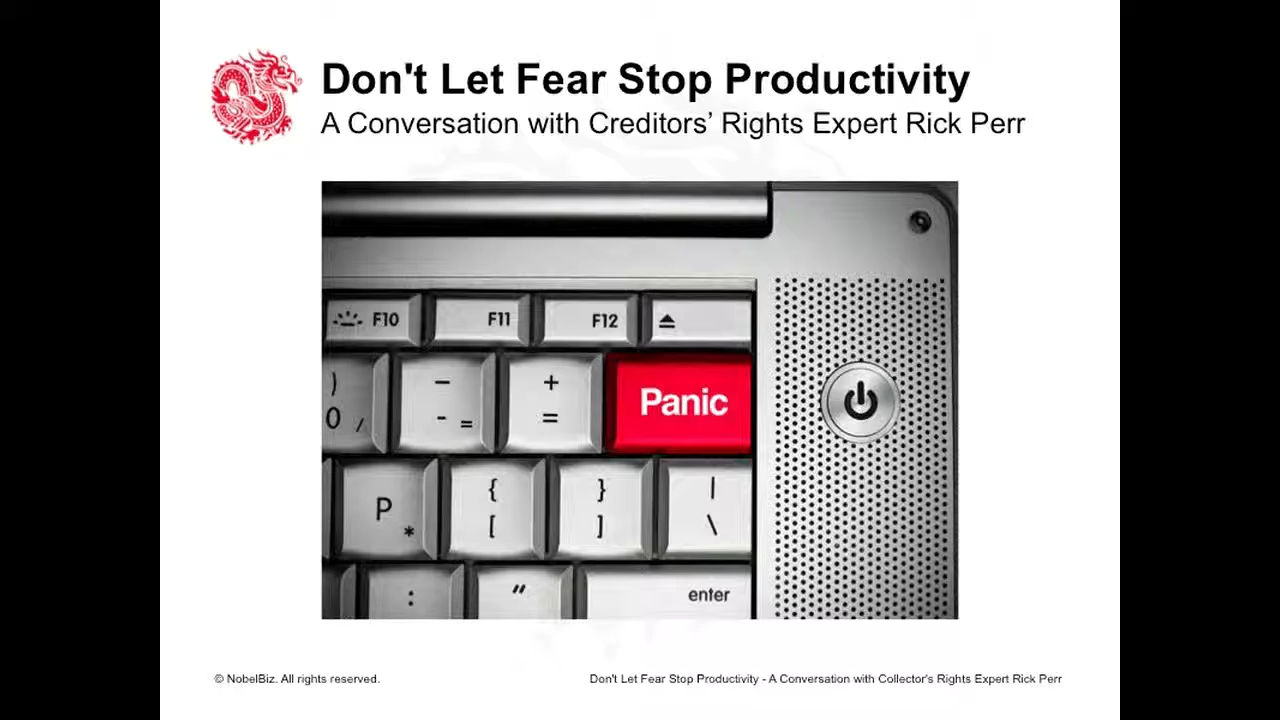 Don't Let Fear Stop Productivity
A Conversation with Creditors’ Rights Expert Rick Perr
F10 F11 F12
) - + Panic
0 / - = =
P * { } |
[ ] \
: " enter
© NobelBiz. All rights reserved.
Don't Let Fear Stop Productivity - A Conversation with Collector's Rights Expert Rick Perr